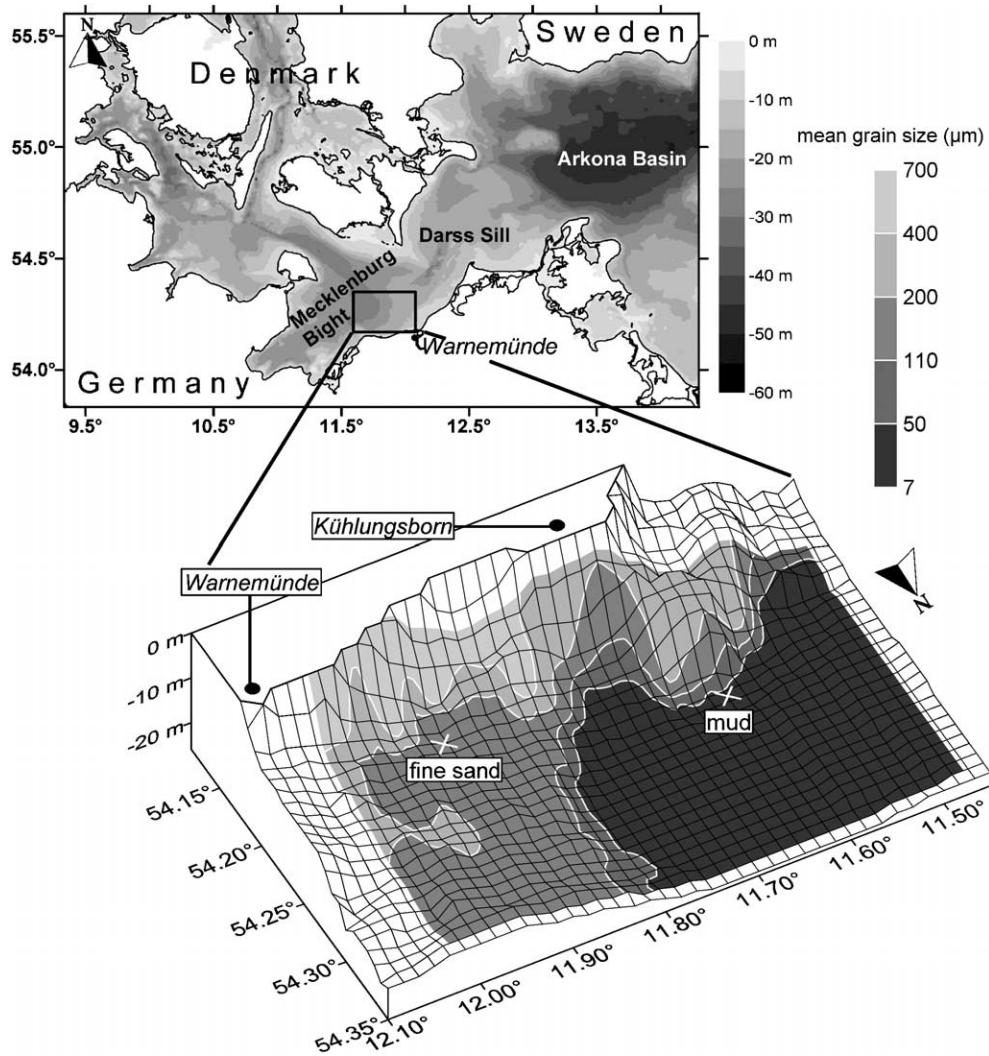 55.5°
55.0°
54.5°
54.0°
N
Denmark
Sweden
Arkona Basin
Darss Sill
Mecklenburg
Bight
Warnemünde
Germany
9.5°
10.5°
11.5°
12.5°
13.5°
0 m
-10 m
-20 m
-30 m
-40 m
-50 m
-60 m
mean grain size (µm)
700
400
200
110
50
7
Kühlungsborn
Warnemünde
N
0 m
-10 m
-20 m
mud
fine sand
54.15°
54.20°
54.25°
54.30°
54.35°
12.10°
12.00°
11.90°
11.80°
11.70°
11.60°
11.50°